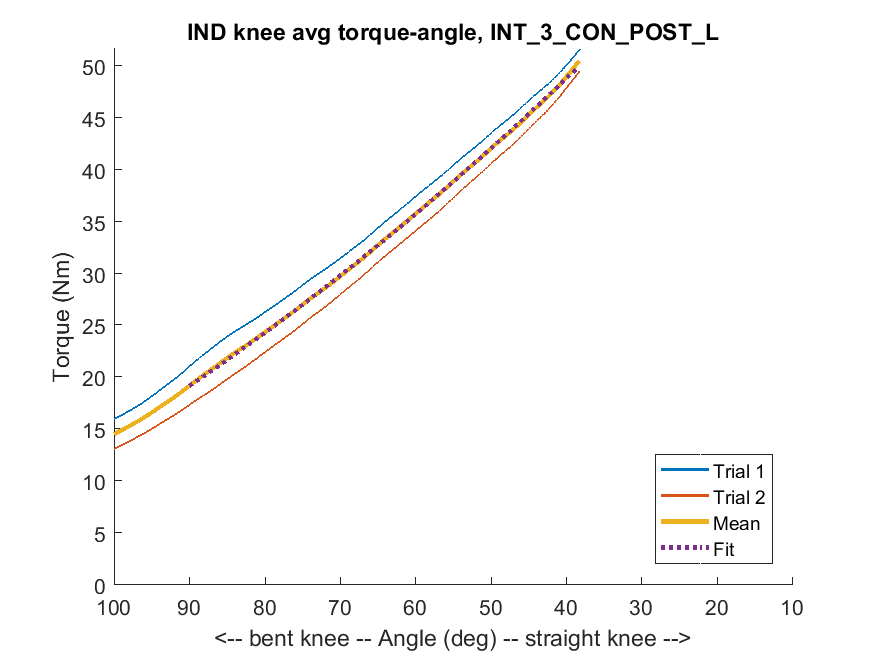 IND knee avg torque-angle, INT_3_CON_POST_L
Torque (Nm)
50
45
40
35
30
25
20
15
10
5
0
100 90 80 70 60 50 40 30 20 10
<-- bent knee -- Angle (deg) -- straight knee -->
Trial 1
Trial 2
Mean
Fit